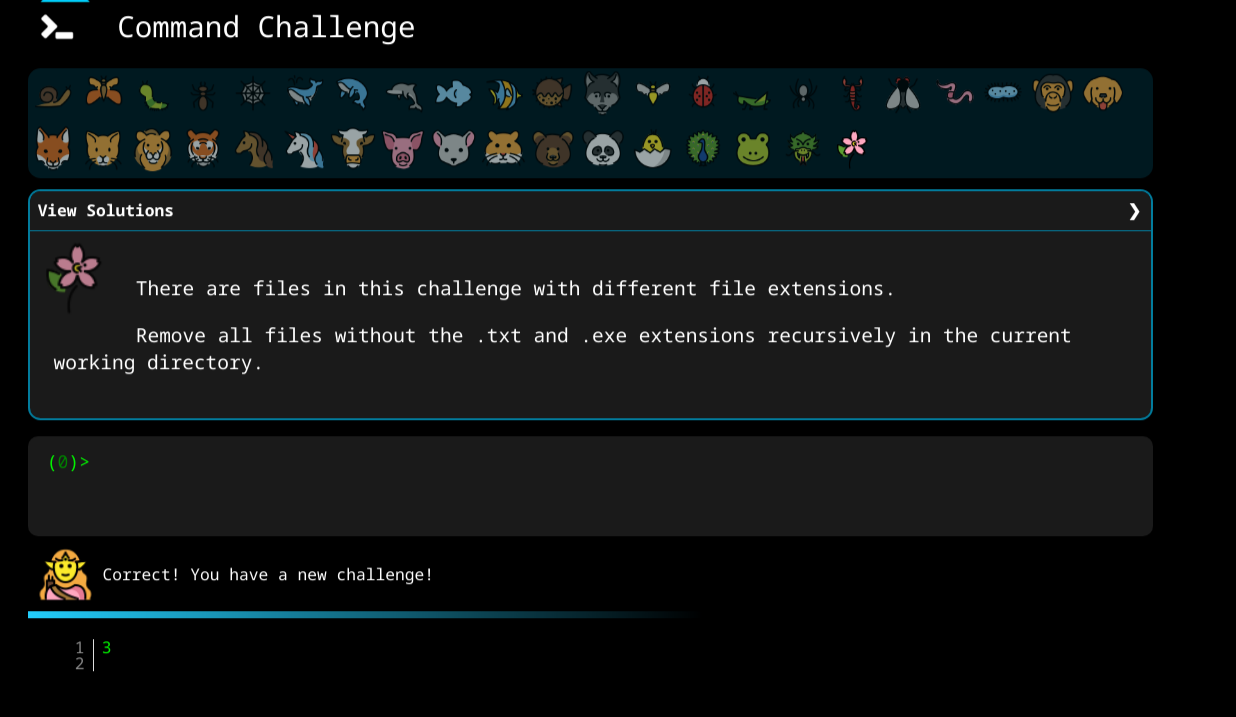 Command Challenge
View Solutions
There are files in this challenge with different file extensions.
Remove all files without the .txt and .exe extensions recursively in the current
working directory.
(0)>
Correct! You have a new challenge!
1 3
2